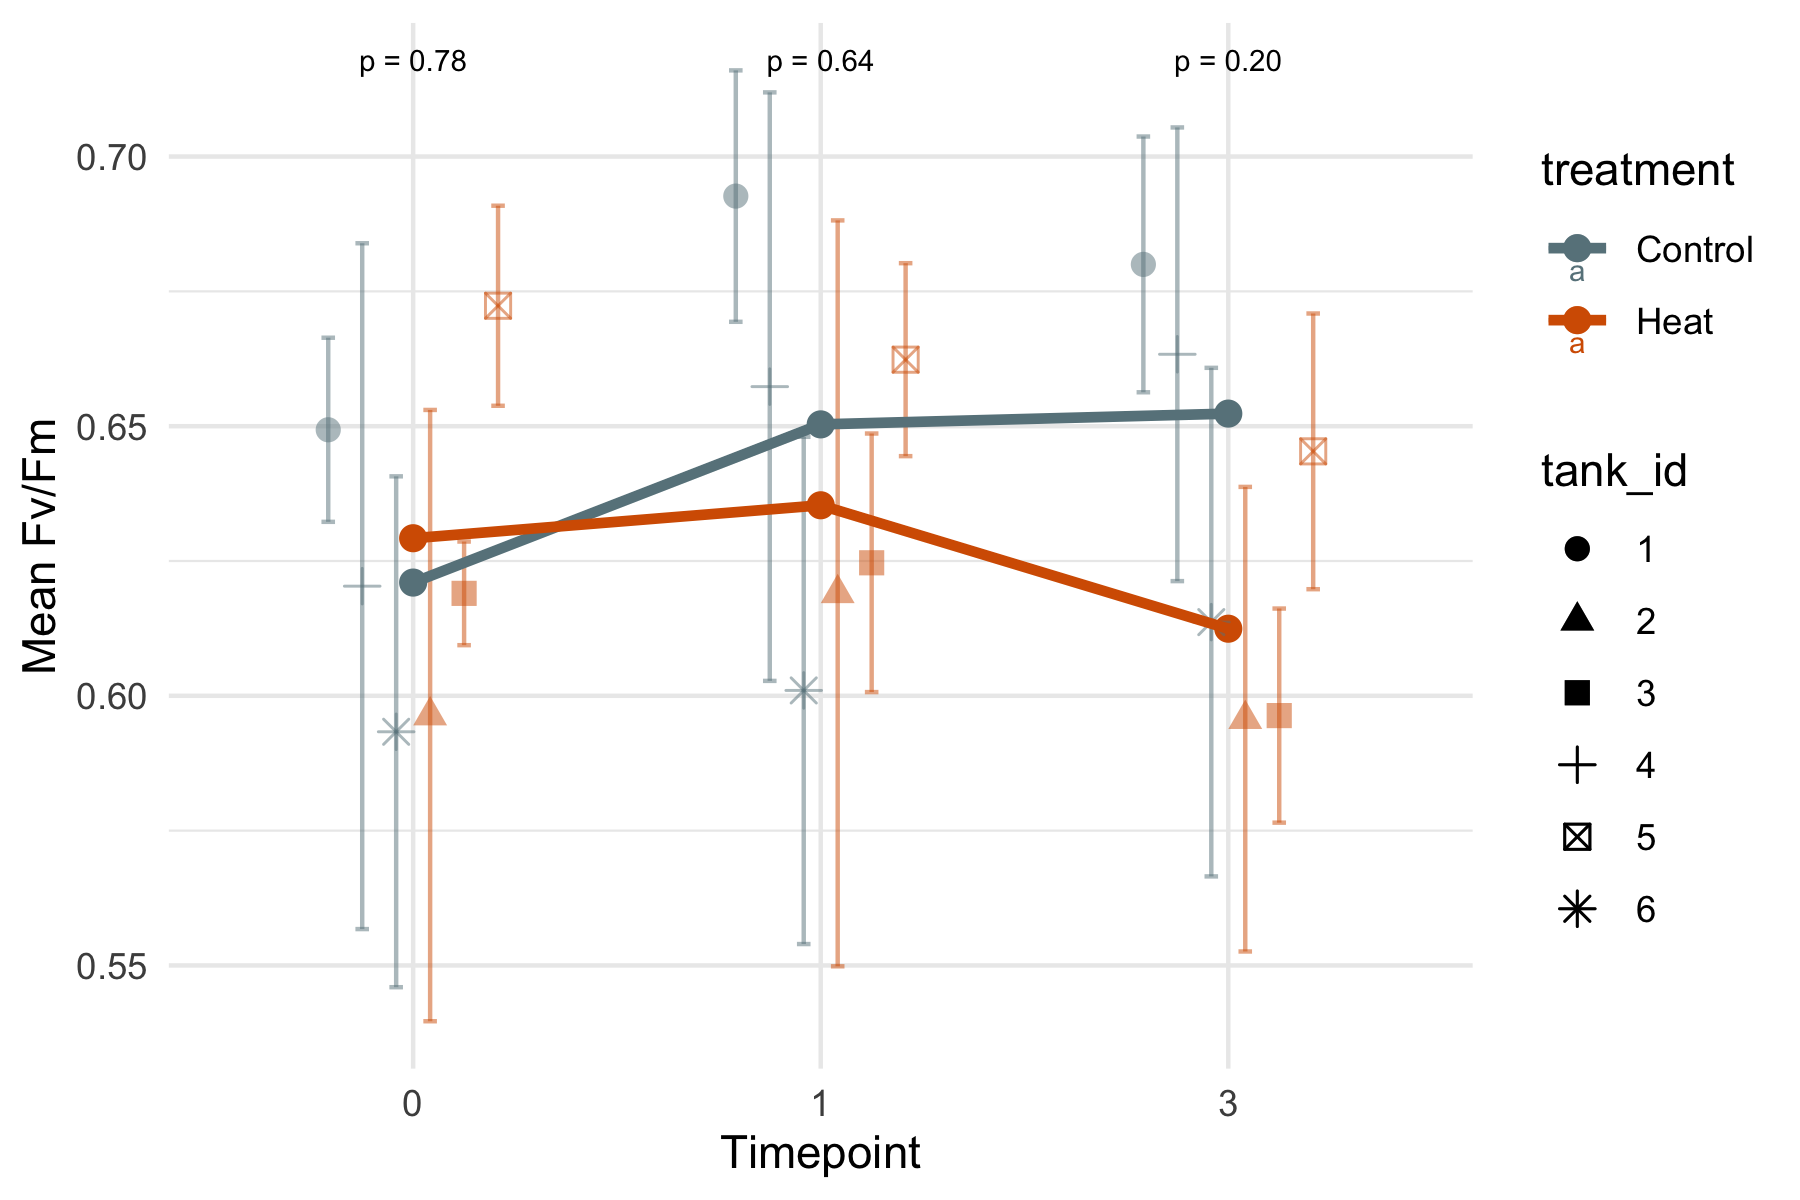 p = 0.78
p = 0.64
p = 0.20
0.70
0.65
0.60
0.55
Mean Fv/Fm
0
1
3
Timepoint
treatment
a
Control
a
Heat
tank_id
1
2
3
4
5
6